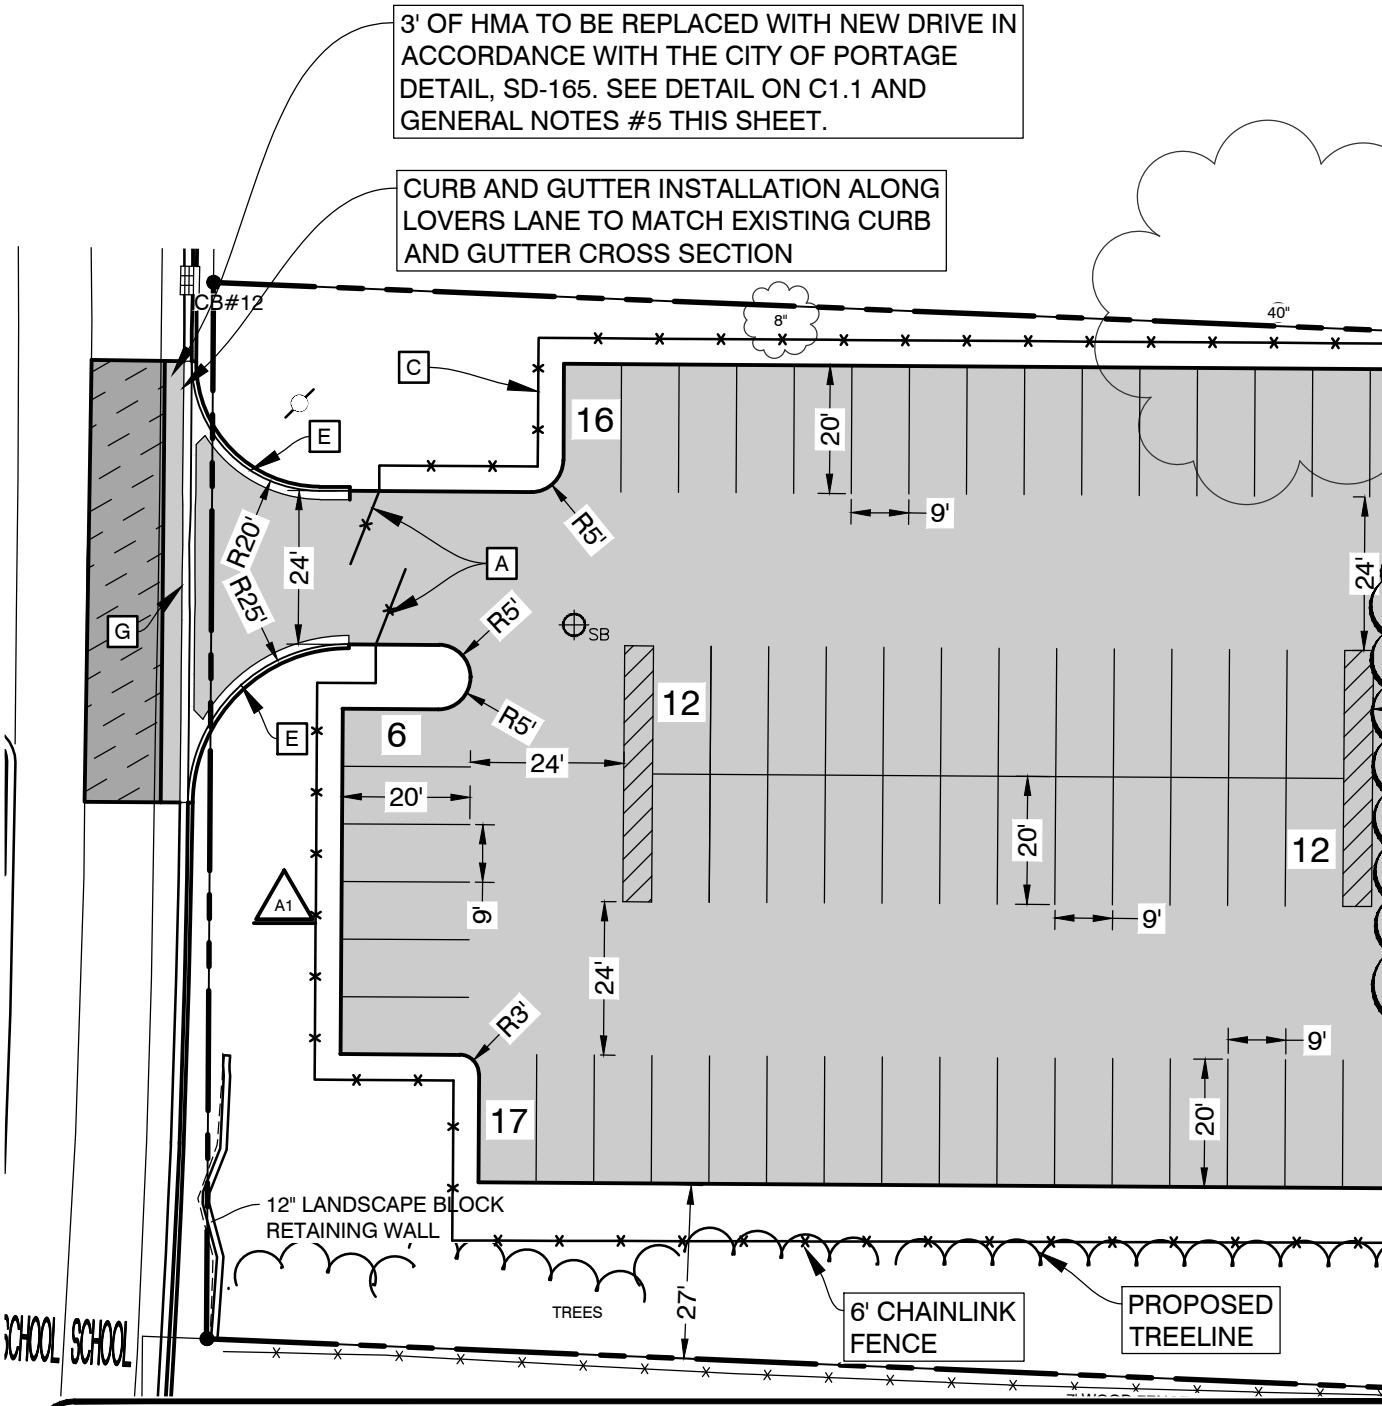 3' OF HMA TO BE REPLACED WITH NEW DRIVE IN
ACCORDANCE WITH THE CITY OF PORTAGE
DETAIL, SD-165. SEE DETAIL ON C1.1 AND
GENERAL NOTES #5 THIS SHEET.
CURB AND GUTTER INSTALLATION ALONG
LOVERS LANE TO MATCH EXISTING CURB
AND GUTTER CROSS SECTION
CB#12
8"
40"
C
16
20'
E
9'
R20'
24'
R5'
24'
A
R25'
R5'
G
SB
12
R5'
E
6
24'
20'
20'
12
A1
9'
9'
24'
R3'
9'
17
20'
12" LANDSCAPE BLOCK
RETAINING WALL
27'
TREES
6' CHAINLINK
FENCE
PROPOSED
TREELINE
SCHOOL